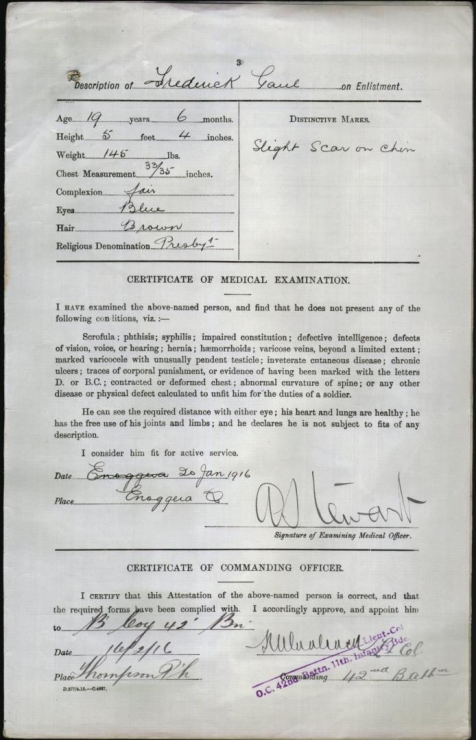 3
Description of Frederick Gaul on Enlistment.
Age 19 years 6 months.
Height 5 feet 4 inches.
Weight 145 lbs.
Chest Measurement 33/35 inches.
Complexion fair
Eyes Blue
Hair Brown
Religious Denomination Presbyt
DISTINCTIVE MARKS.
Slight Scar on Chin
CERTIFICATE OF MEDICAL EXAMINATION.
I HAVE examined the above-named person, and find that he does not present any of the
following conditions, viz.:—
Scrofula; phthisis; syphilis; impaired constitution; defective intelligence; defects
of vision, voice, or hearing; hernia; hæmorrhoids; varicose veins, beyond a limited extent;
marked varicocele with unusually pendent testicle; inveterate cutaneous disease; chronic
ulcers; traces of corporal punishment, or evidence of having been marked with the letters
D. or B.C.; contracted or deformed chest; abnormal curvature of spine; or any other
disease or physical defect calculated to unfit him for the duties of a soldier.
He can see the required distance with either eye; his heart and lungs are healthy; he
has the free use of his joints and limbs; and he declares he is not subject to fits of any
description.
I consider him fit for active service.
Date Enoggera 20 Jan 1916
Place Enoggera Q
A Stewart
Signature of Examining Medical Officer.
CERTIFICATE OF COMMANDING OFFICER.
I CERTIFY that this Attestation of the above-named person is correct, and that
the required forms have been complied with. I accordingly approve, and appoint him
to B Coy 42 Bn
Date 16/2/16
Lt Col.
Lieut-Col
Place Thompson Pk
Commanding 42nd Battn
O.C. 42nd Battn. 11th. Infantry Bde.